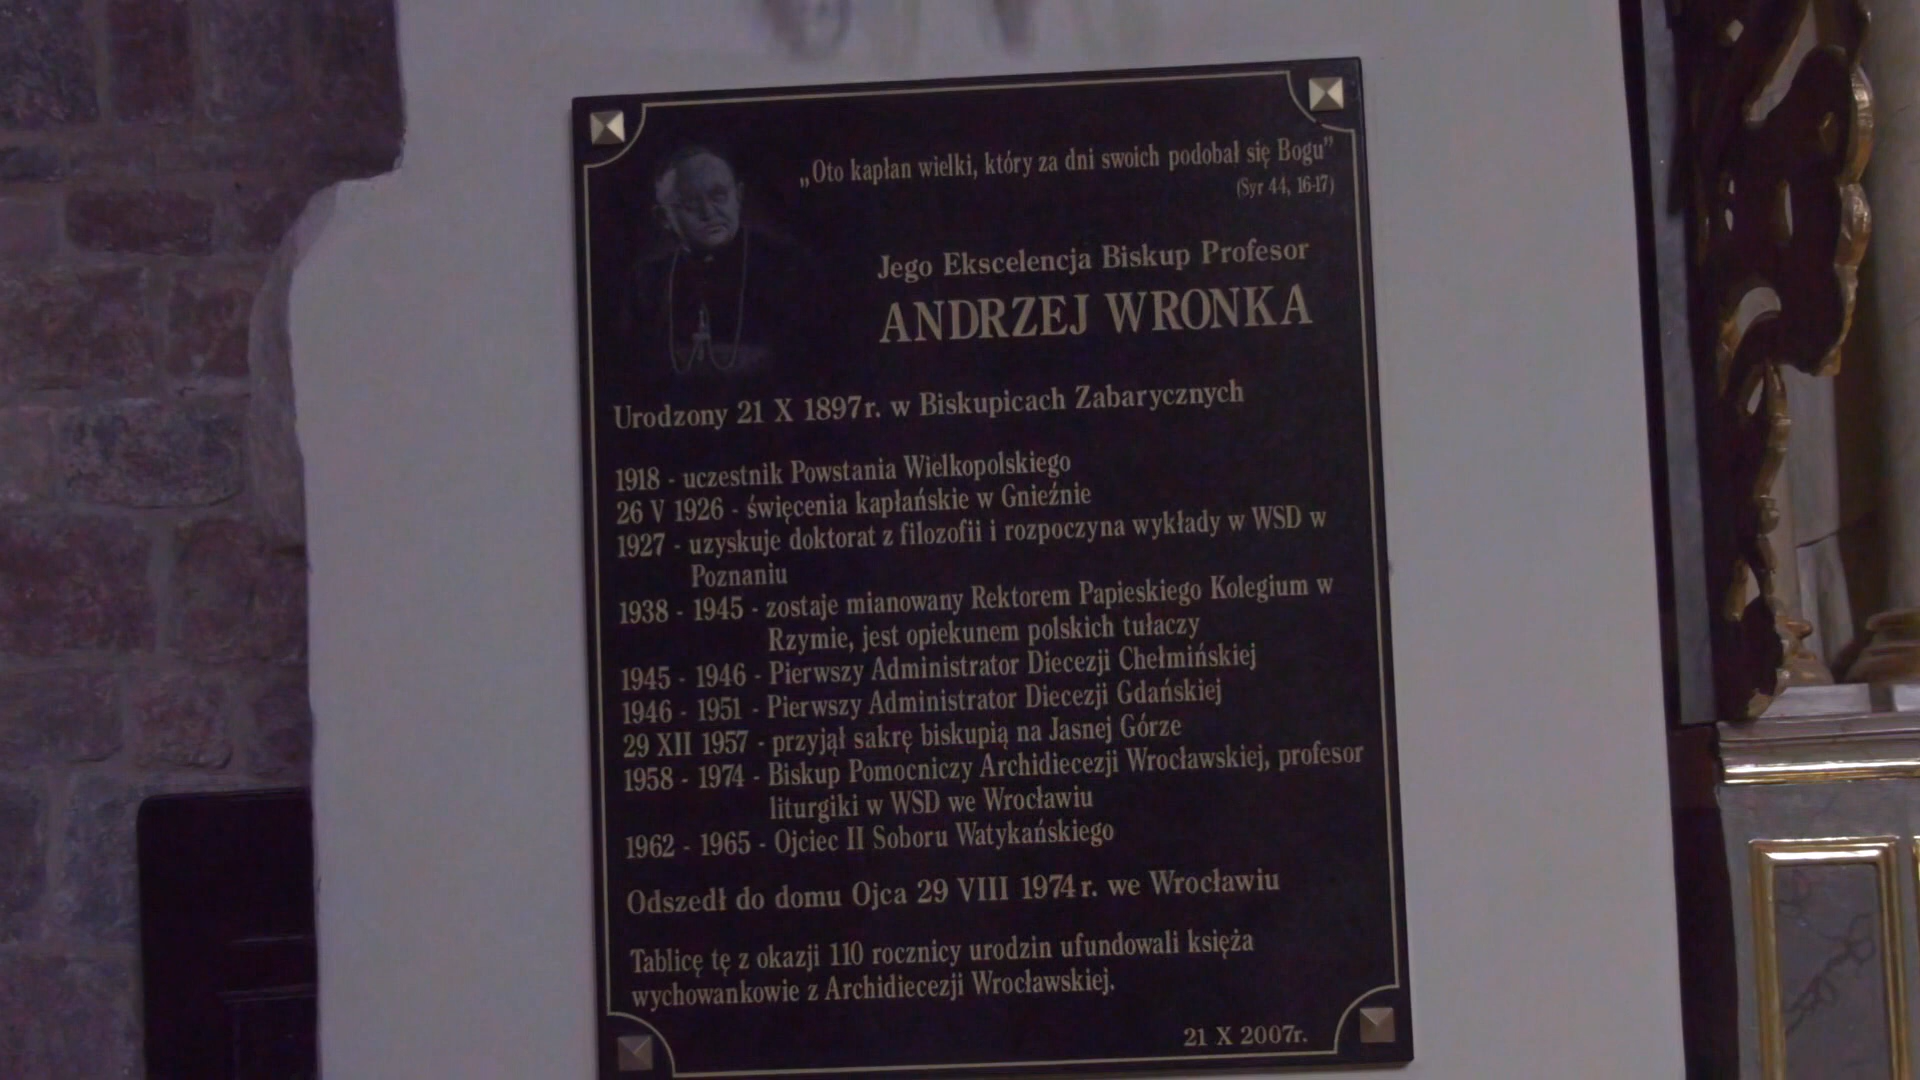 „Oto kapłan wielki, który za dni swoich podobał się Bogu”
(Syr 44, 16-17)
Jego Ekscelencja Biskup Profesor
ANDRZEJ WRONKA
Urodzony 21 X 1897r. w Biskupicach Zabarycznych
1918 - uczestnik Powstania Wielkopolskiego
26 V 1926 - święcenia kapłańskie w Gnieźnie
1927 - uzyskuje doktorat z filozofii i rozpoczyna wykłady w WSD w
Poznaniu
1938 - 1945 - zostaje mianowany Rektorem Papieskiego Kolegium w
Rzymie, jest opiekunem polskich tułaczy
1945 - 1946 - Pierwszy Administrator Diecezji Chełmińskiej
1946 - 1951 - Pierwszy Administrator Diecezji Gdańskiej
29 XII 1957 - przyjął sakrę biskupią na Jasnej Górze
1958 - 1974 - Biskup Pomocniczy Archidiecezji Wrocławskiej, profesor
liturgiki w WSD we Wrocławiu
1962 - 1965 - Ojciec II Soboru Watykańskiego
Odszedł do domu Ojca 29 VIII 1974 r. we Wrocławiu
Tablicę tę z okazji 110 rocznicy urodzin ufundowali księża
wychowankowie z Archidiecezji Wrocławskiej.
21 X 2007r.